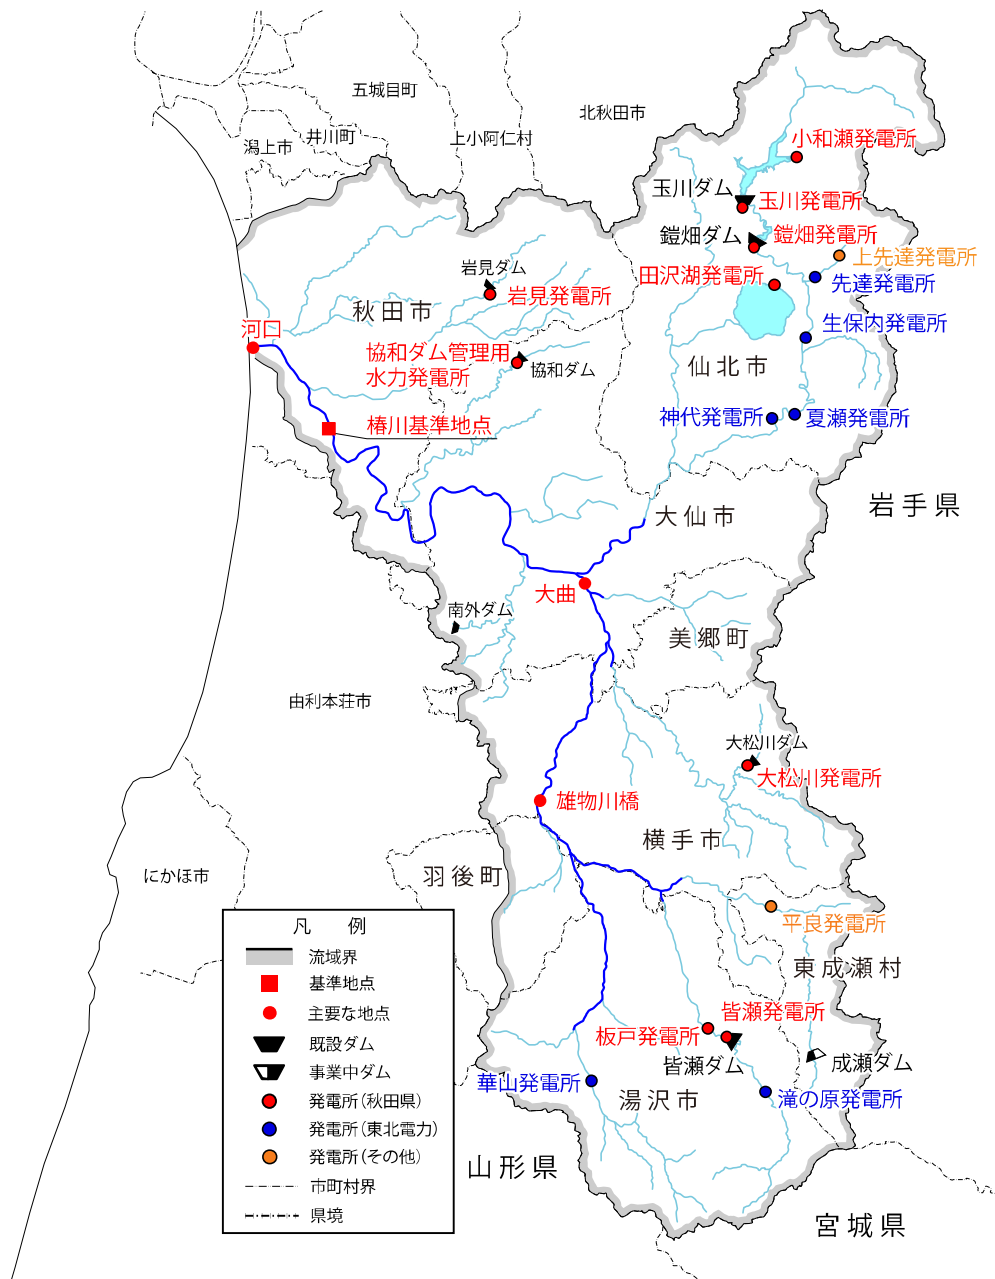 五城目町
北秋田市
井川町
上小阿仁村
潟上市
小和瀬発電所
玉川ダム
玉川発電所
鎧畑ダム
鎧畑発電所
上先達発電所
岩見ダム
田沢湖発電所
先達発電所
岩見発電所
秋田市
河口
生保内発電所
協和ダム管理用
水力発電所
協和ダム
仙北市
椿川基準地点
神代発電所
夏瀬発電所
岩手県
大仙市
大曲
南外ダム
美郷町
由利本荘市
大松川ダム
大松川発電所
雄物川橋
横手市
にかほ市
羽後町
平良発電所
東成瀬村
皆瀬発電所
板戸発電所
皆瀬ダム
成瀬ダム
華山発電所
湯沢市
滝の原発電所
山形県
宮城県
凡 例
流域界
基準地点
主要な地点
既設ダム
事業中ダム
発電所(秋田県)
発電所(東北電力)
発電所(その他)
市町村界
県境